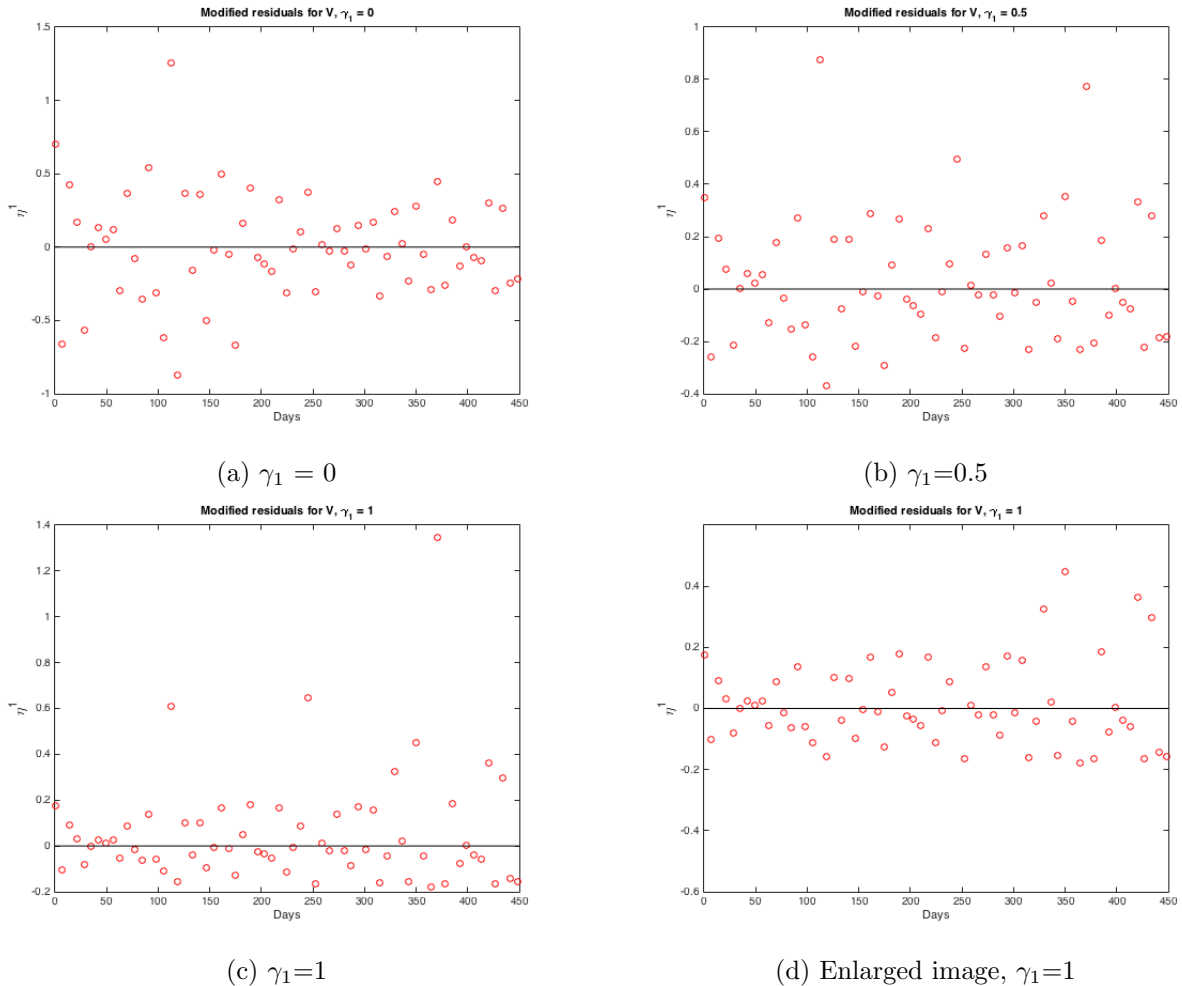 Modified residuals for V, γ₁ = 0
1.5
1
0.5
0
-0.5
-1
η¹
0 50 100 150 200 250 300 350 400 450
Days
(a) γ₁ = 0
Modified residuals for V, γ₁ = 0.5
1
0.8
0.6
0.4
0.2
0
-0.2
-0.4
η¹
0 50 100 150 200 250 300 350 400 450
Days
(b) γ₁=0.5
Modified residuals for V, γ₁ = 1
1.4
1.2
1
0.8
0.6
0.4
0.2
0
-0.2
η¹
0 50 100 150 200 250 300 350 400 450
Days
(c) γ₁=1
Modified residuals for V, γ₁ = 1
0.4
0.2
0
-0.2
-0.4
-0.6
η¹
0 50 100 150 200 250 300 350 400 450
Days
(d) Enlarged image, γ₁=1